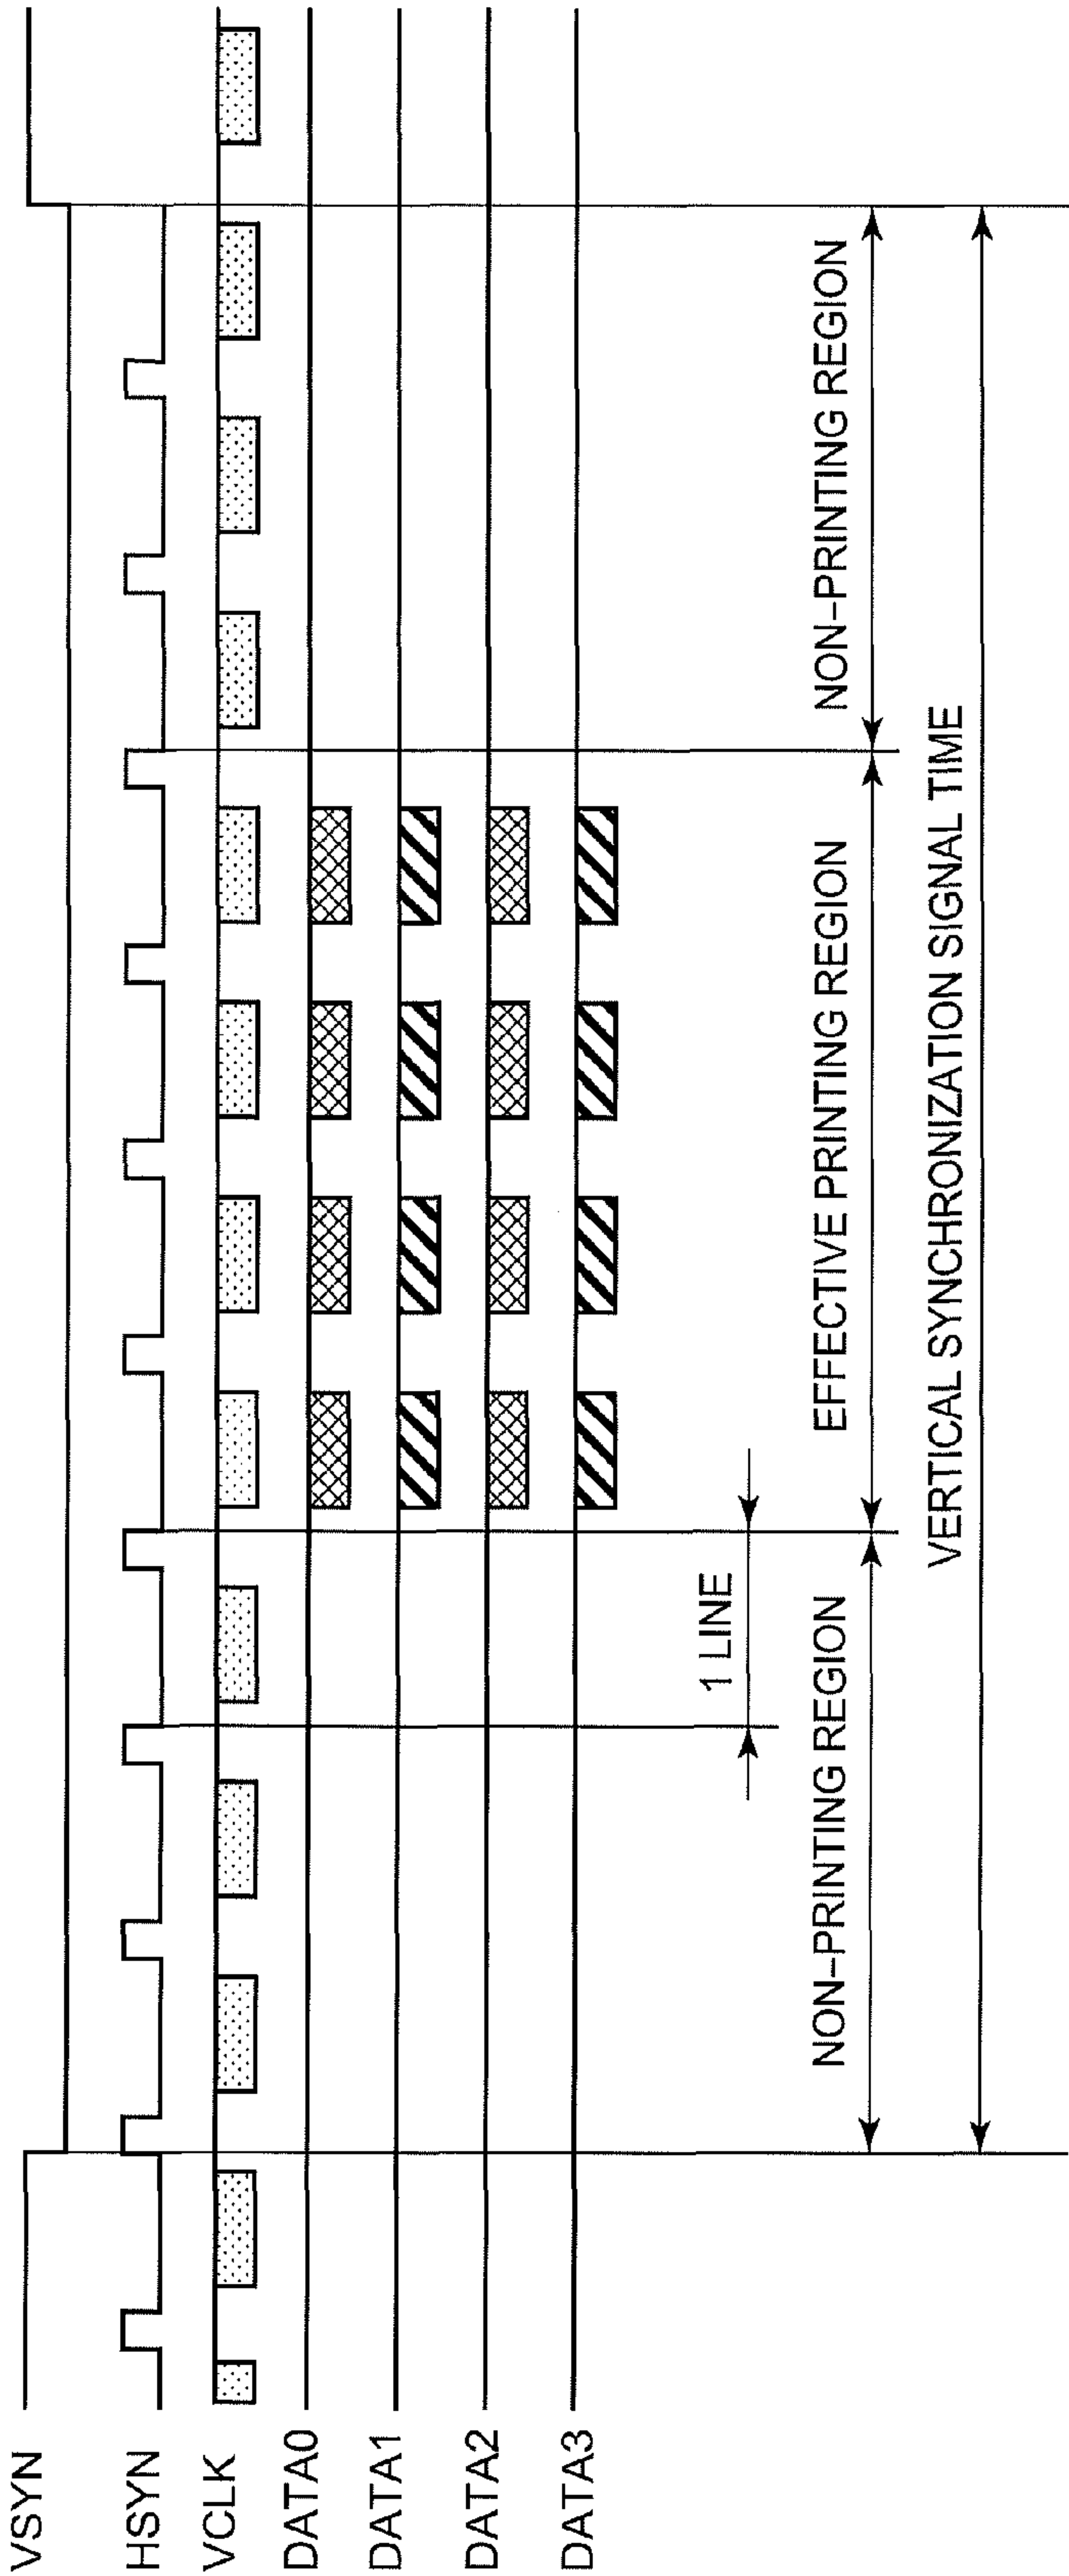 VSYN
HSYN
VCLK
DATA0
DATA1
DATA2
DATA3
1 LINE
NON-PRINTING REGION
EFFECTIVE PRINTING REGION
NON-PRINTING REGION
VERTICAL SYNCHRONIZATION SIGNAL TIME